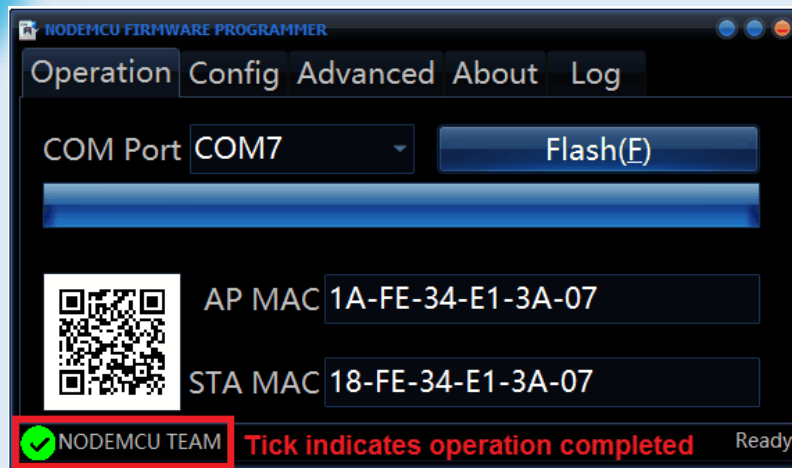 NODEMCU FIRMWARE PROGRAMMER
Operation Config Advanced About Log
COM Port COM7 Flash(F)
AP MAC 1A-FE-34-E1-3A-07
STA MAC 18-FE-34-E1-3A-07
NODEMCU TEAM Tick indicates operation completed Ready